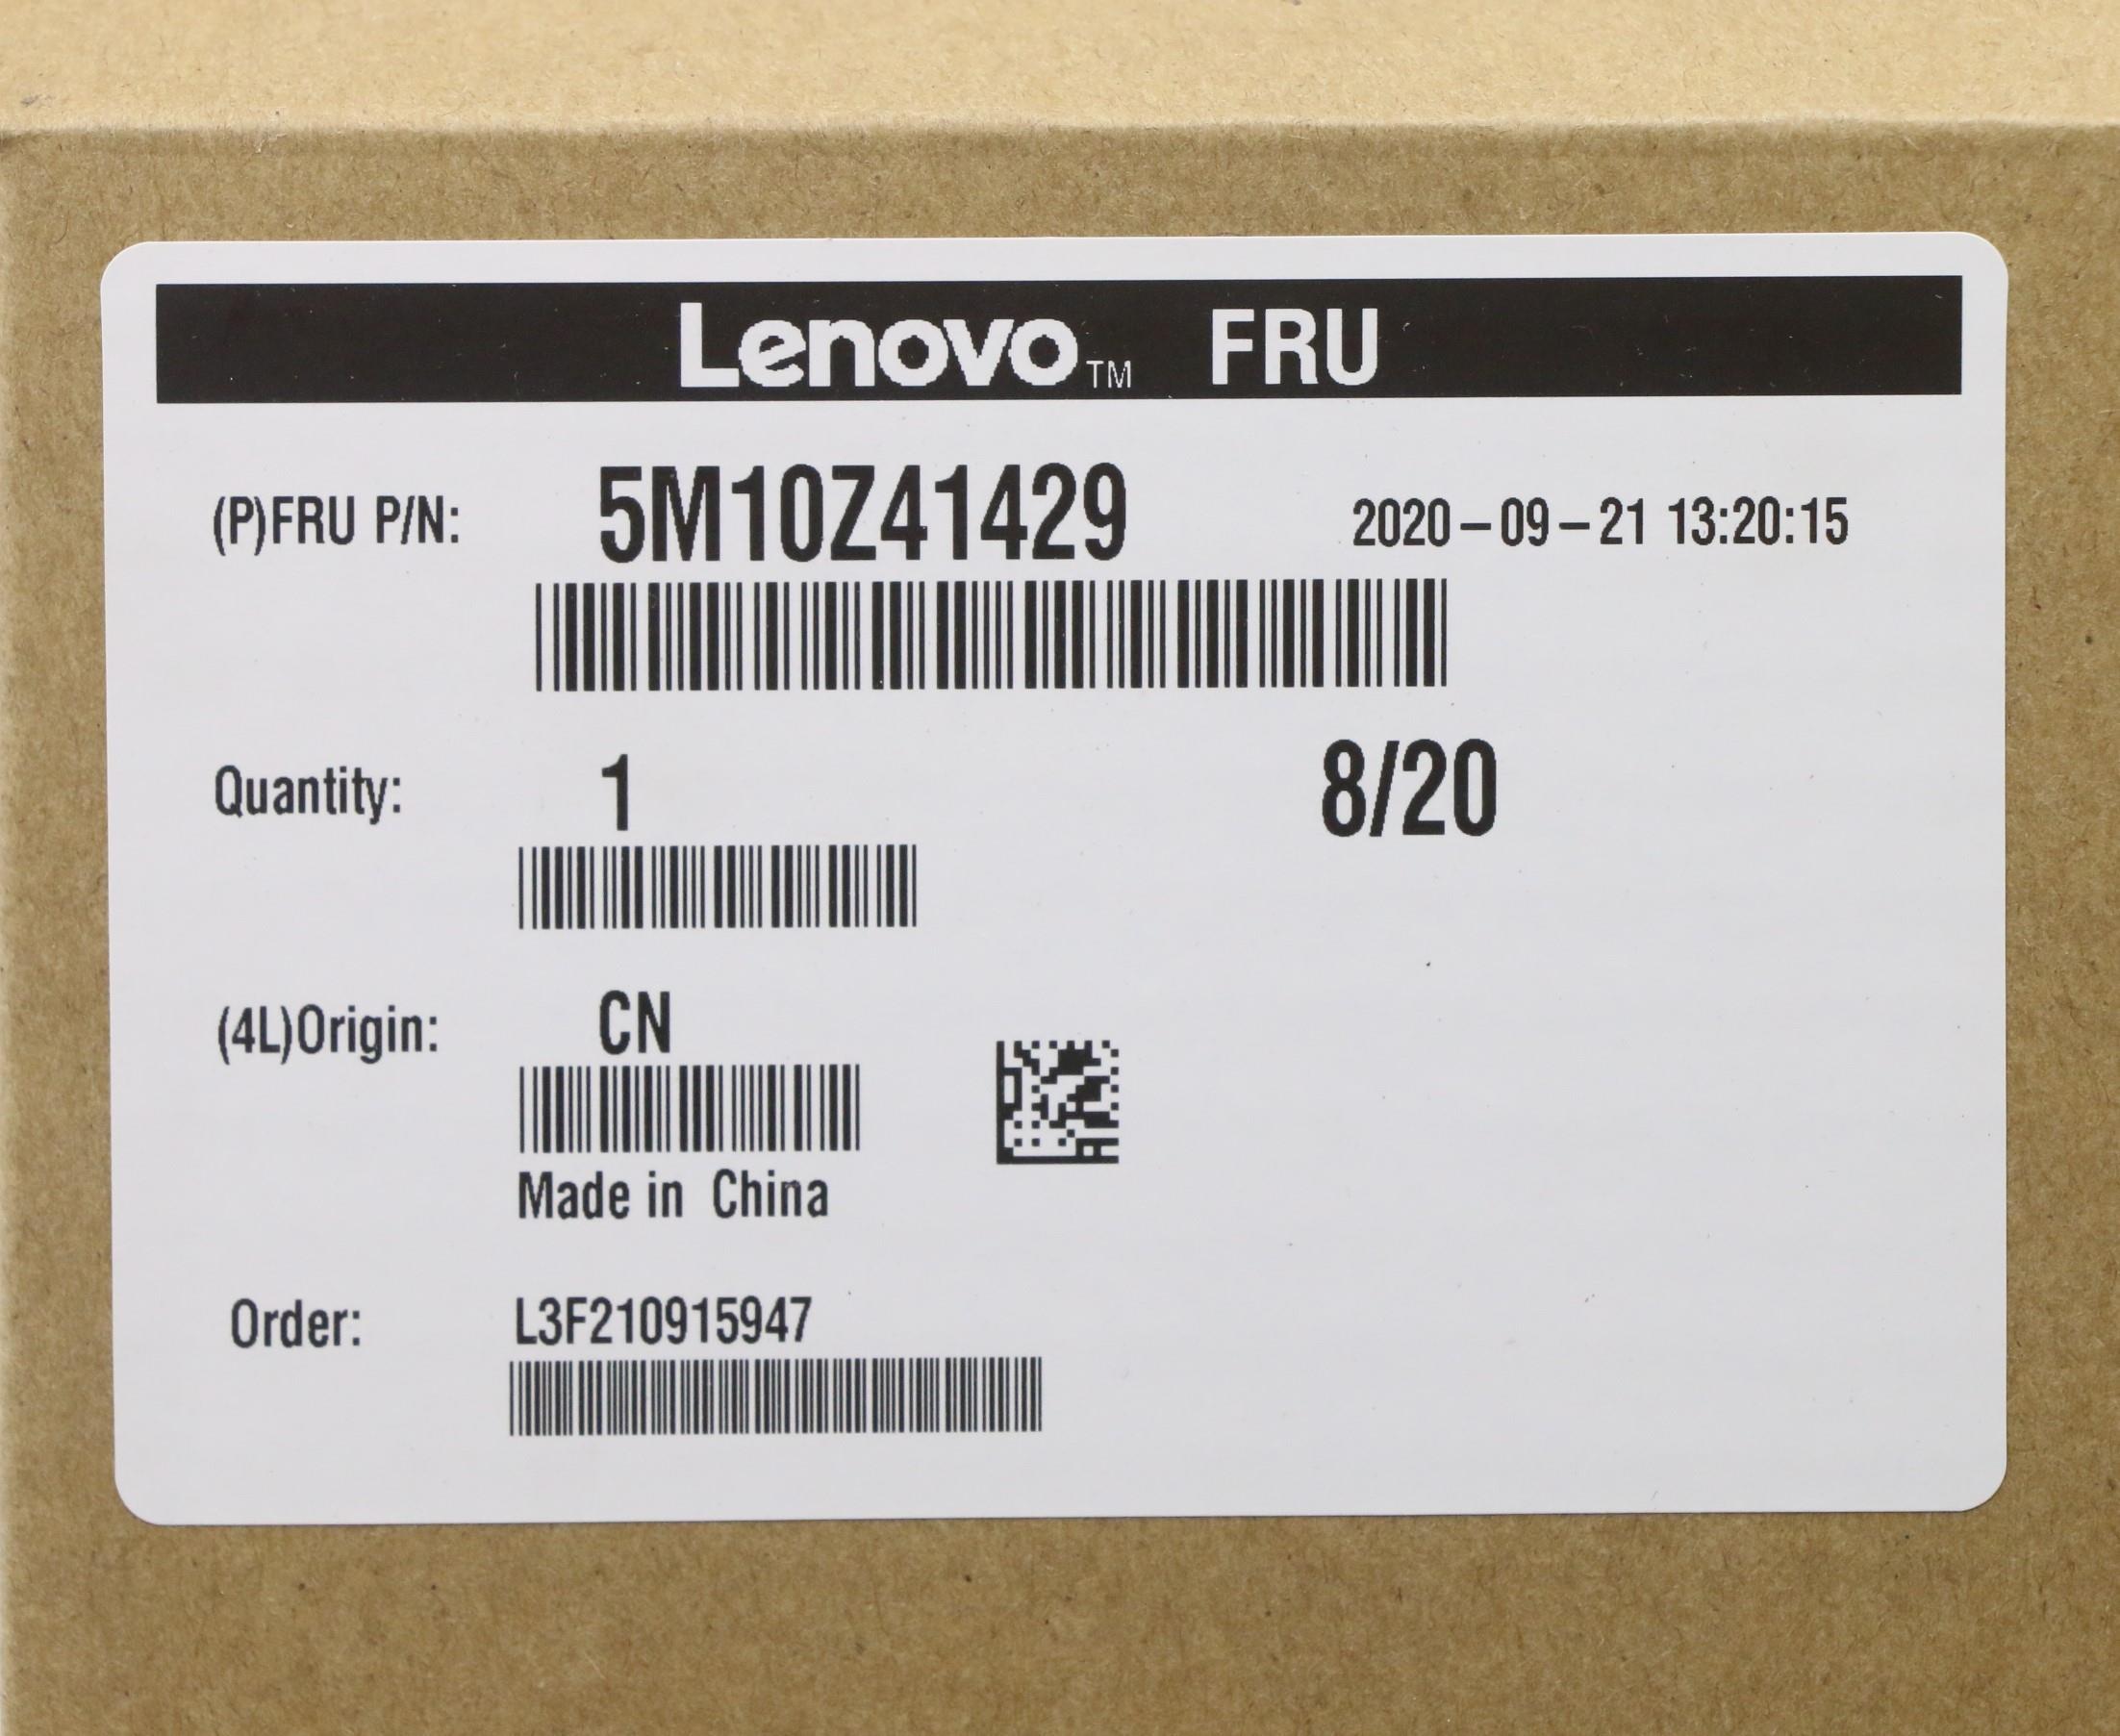 Lenovo™ FRU
(P)FRU P/N: 5M10Z41429 2020-09-21 13:20:15
Quantity: 1 8/20
(4L)Origin: CN
Made in China
Order: L3F210915947